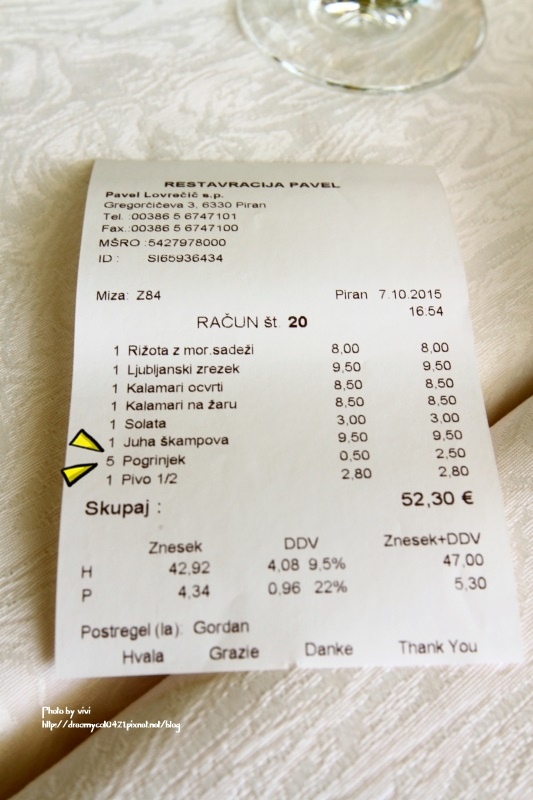 RESTAVRACIJA PAVEL
Pavel Lovrečič s.p.
Gregorčičeva 3, 6330 Piran
Tel. :00386 5 6747101
Fax.:00386 5 6747100
MŠRO :5427978000
ID : SI65936434
Miza: Z84 Piran 7.10.2015
16:54
RAČUN št. 20
1 Rižota z mor.sadeži 8,00 8,00
1 Ljubljanski zrezek 9,50 9,50
1 Kalamari ocvrti 8,50 8,50
1 Kalamari na žaru 8,50 8,50
1 Solata 3,00 3,00
1 Juha škampova 9,50 9,50
5 Pogrinjek 0,50 2,50
1 Pivo 1/2 2,80 2,80
Skupaj : 52,30 €
Znesek DDV Znesek+DDV
H 42,92 4,08 9,5% 47,00
P 4,34 0,96 22% 5,30
Postregel (la): Gordan
Hvala Grazie Danke Thank You
Photo by vivi
http://dreamycat0421.pixnet.net/blog